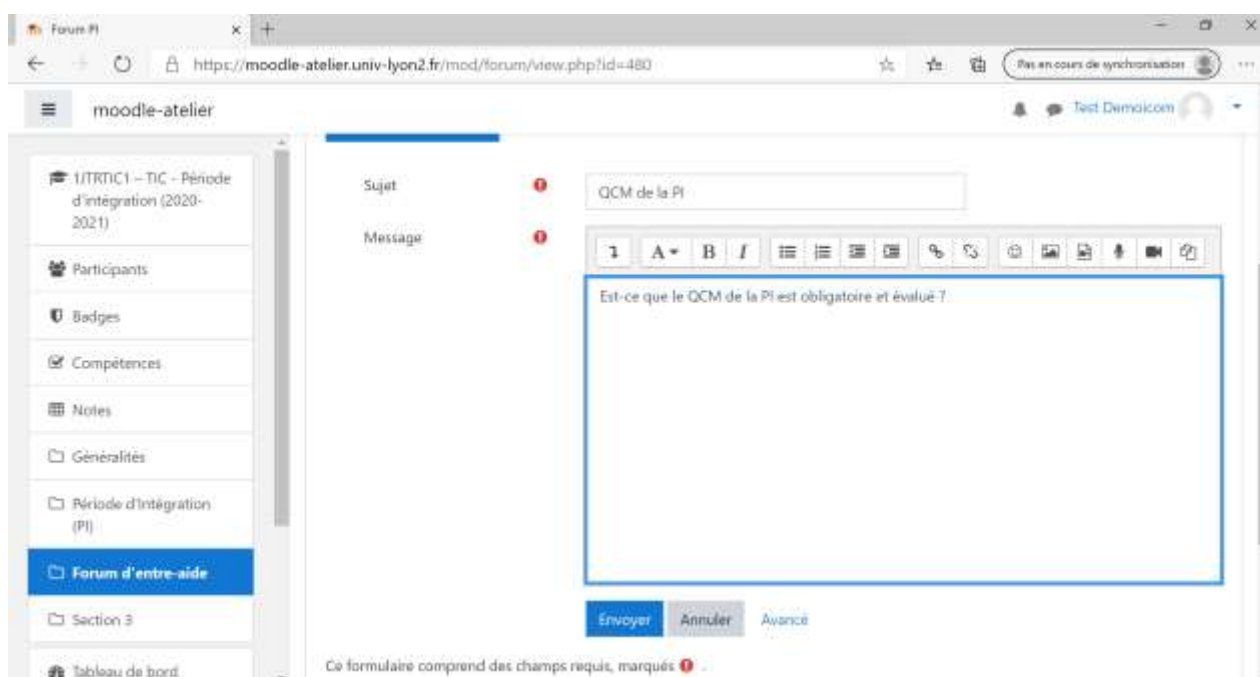 Forum PI
https://moodle-atelier.univ-lyon2.fr/mod/forum/view.php?id=480
Pas en cours de synchronisation
moodle-atelier
Test Demoicom
1JTRTIC1 – TIC - Période
d'intégration (2020-
2021)
Participants
Badges
Compétences
Notes
Généralités
Période d'Intégration
(PI)
Forum d'entre-aide
Section 3
Tableau de bord
Sujet
QCM de la PI
Message
A B I
Est-ce que le QCM de la PI est obligatoire et évalué ?
Envoyer Annuler Avancé
Ce formulaire comprend des champs requis, marqués .